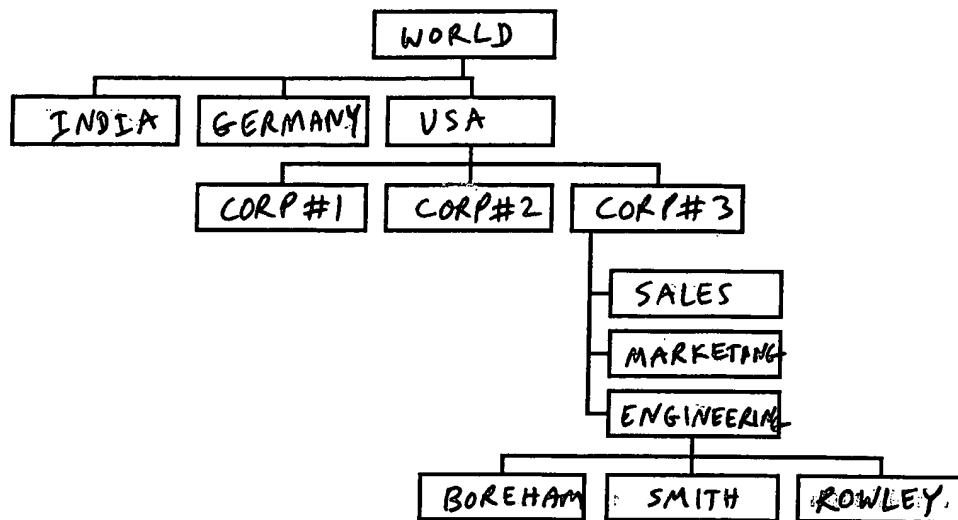 WORLD
INDIA GERMANY USA
CORP#1 CORP#2 CORP#3
SALES
MARKETING
ENGINEERING
BOREHAM SMITH ROWLEY.